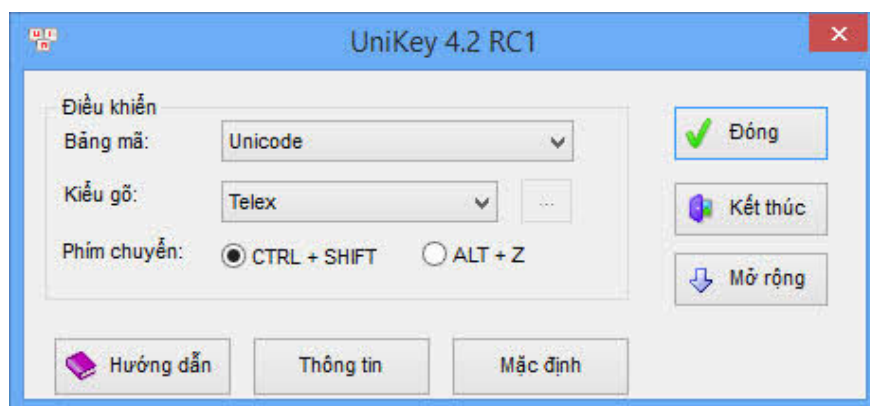 UniKey 4.2 RC1
Điều khiển
Bảng mã:
Unicode
Đóng
Kiểu gõ:
Telex
...
Kết thúc
Phím chuyển:
CTRL + SHIFT
ALT + Z
Mở rộng
Hướng dẫn
Thông tin
Mặc định